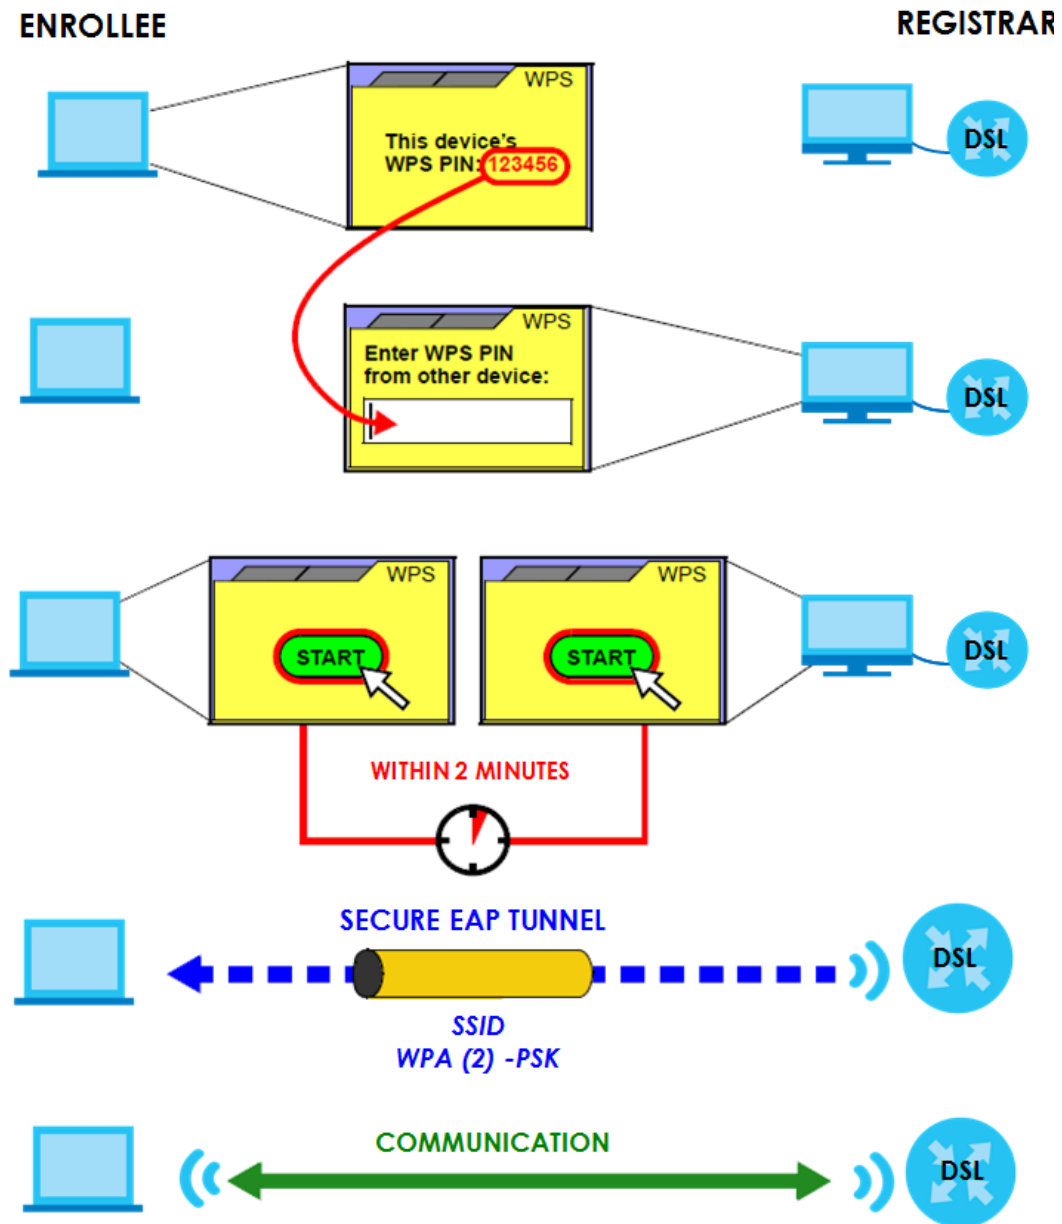 ENROLLEE
REGISTRAR
WPS
This device's
WPS PIN: 123456
DSL
WPS
Enter WPS PIN
from other device:
DSL
WPS
START
WPS
START
DSL
WITHIN 2 MINUTES
SECURE EAP TUNNEL
DSL
SSID
WPA (2) -PSK
COMMUNICATION
DSL